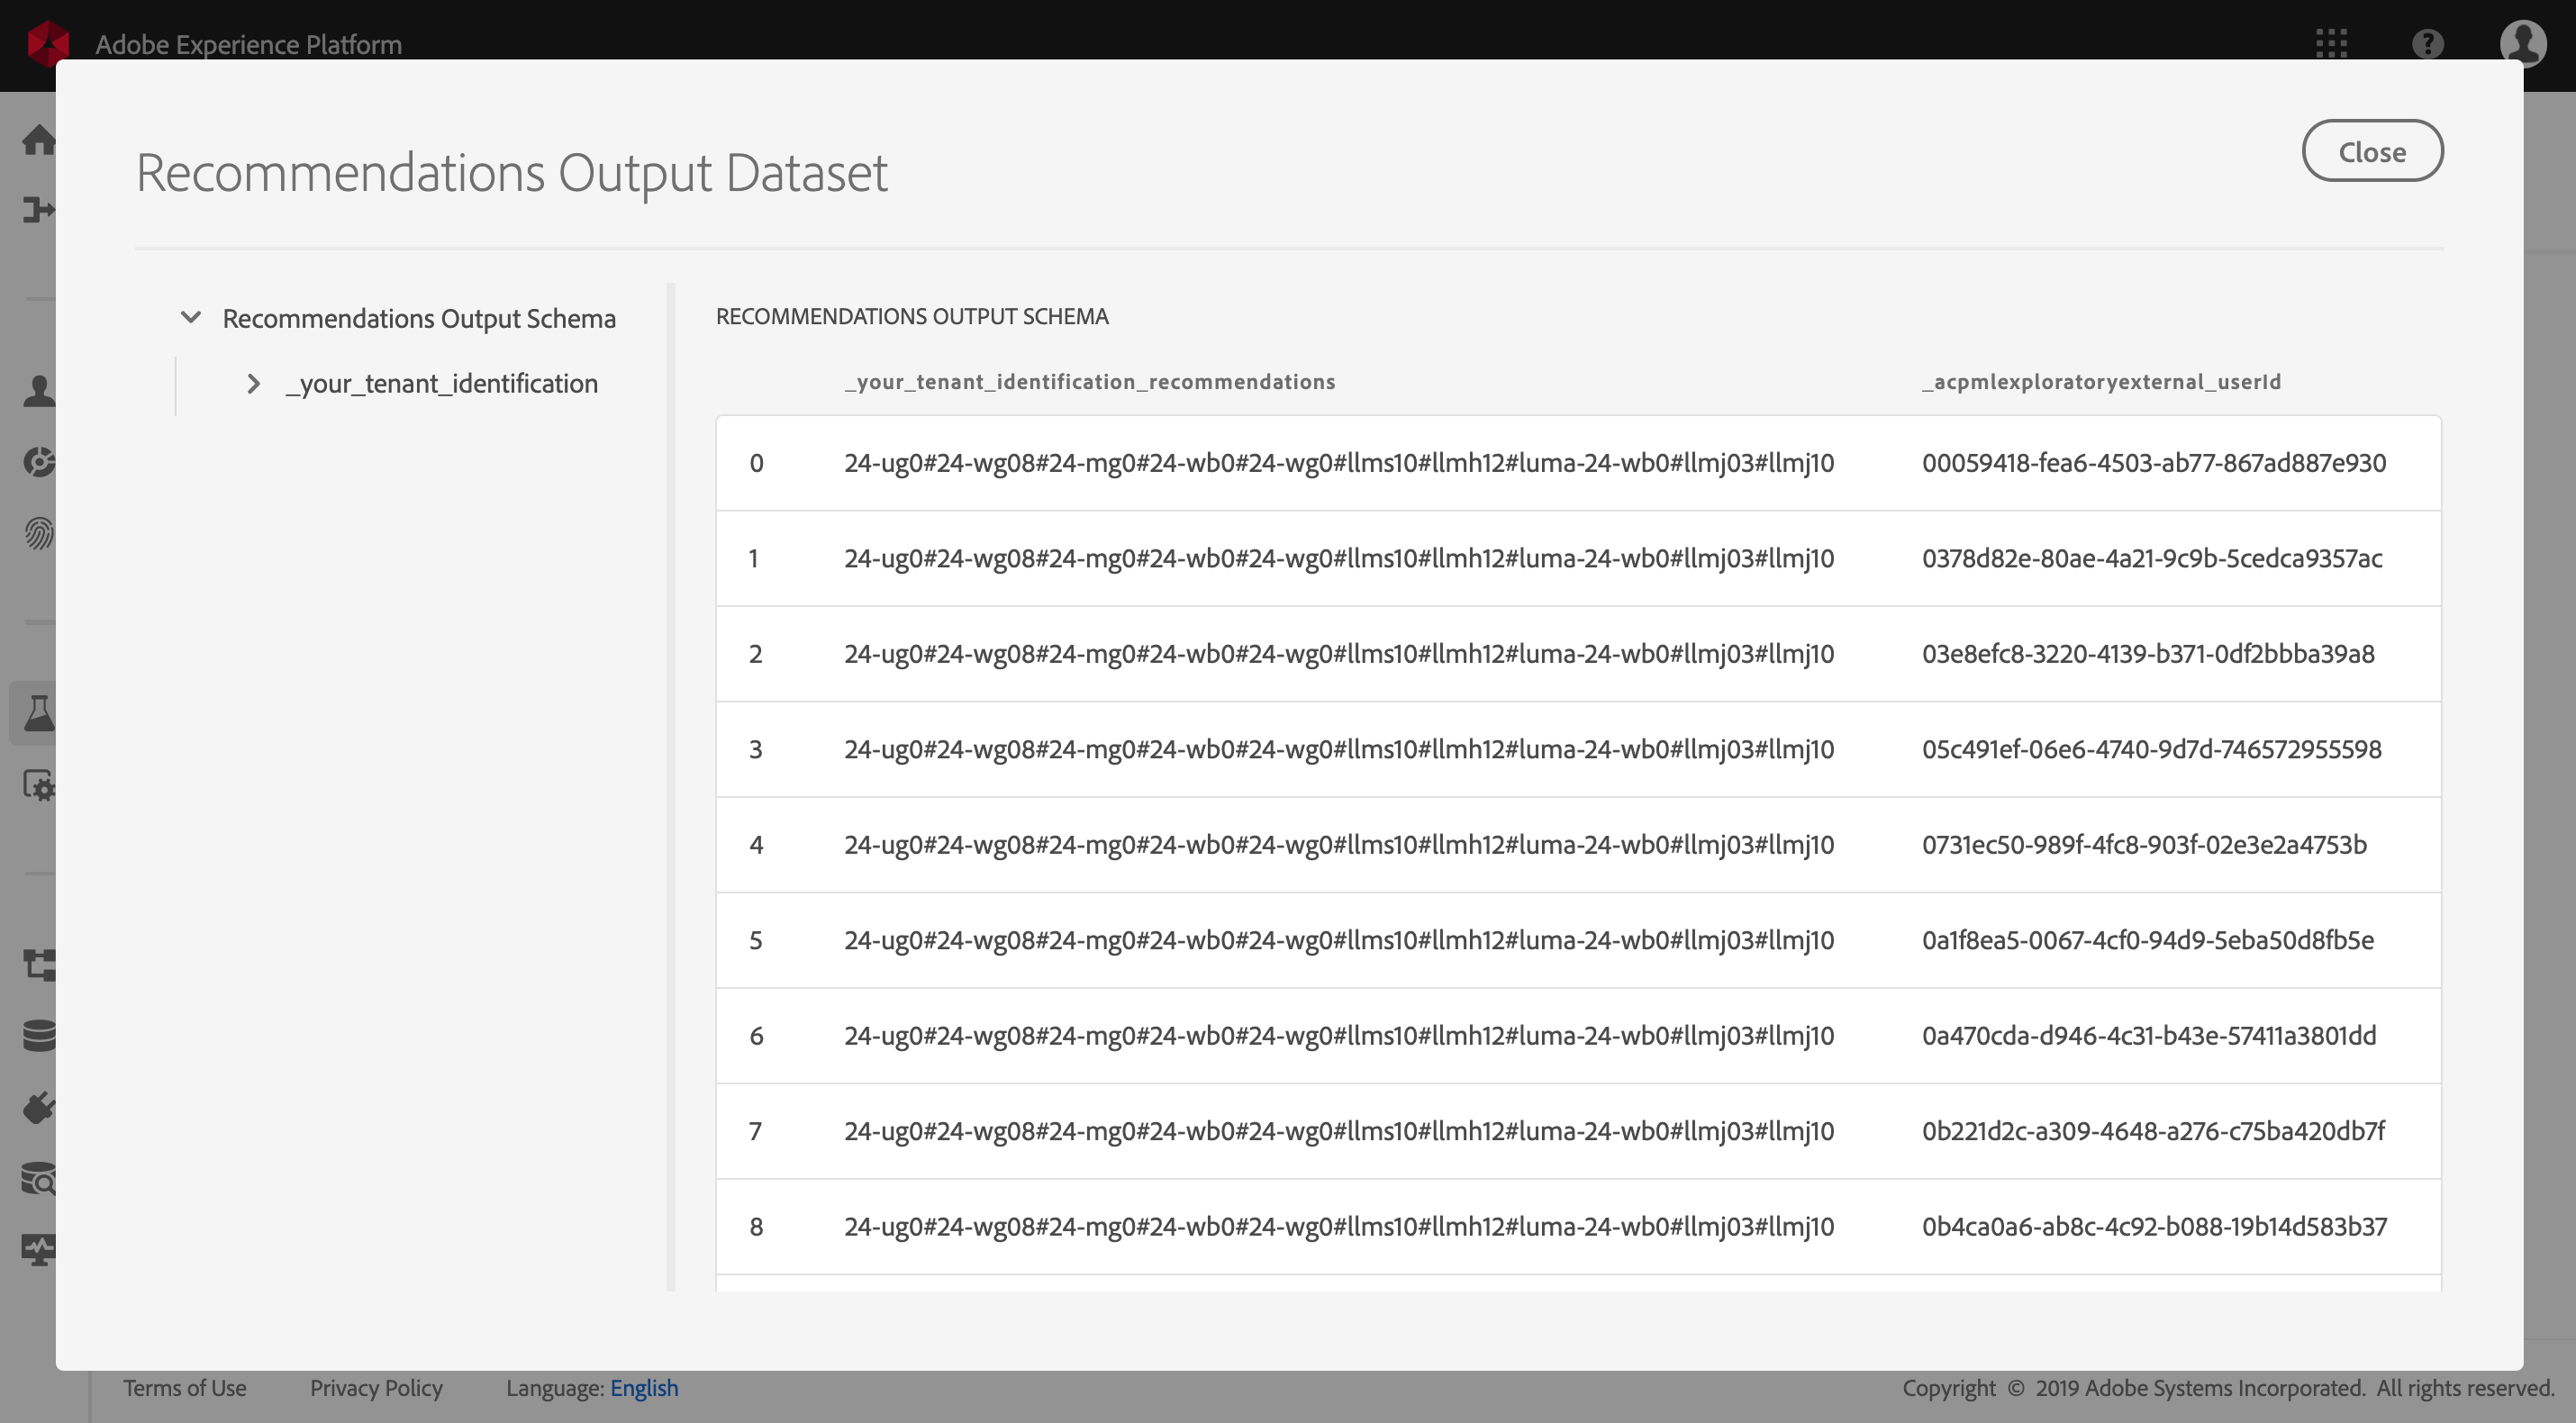 Adobe Experience Platform
Recommendations Output Dataset
Close
Recommendations Output Schema
_your_tenant_identification
RECOMMENDATIONS OUTPUT SCHEMA
_your_tenant_identification_recommendations _acpmlexploratoryexternal_userId
0 24-ug0#24-wg08#24-mg0#24-wb0#24-wg0#llms10#llmh12#luma-24-wb0#llmj03#llmj10 00059418-fea6-4503-ab77-867ad887e930
1 24-ug0#24-wg08#24-mg0#24-wb0#24-wg0#llms10#llmh12#luma-24-wb0#llmj03#llmj10 0378d82e-80ae-4a21-9c9b-5cedca9357ac
2 24-ug0#24-wg08#24-mg0#24-wb0#24-wg0#llms10#llmh12#luma-24-wb0#llmj03#llmj10 03e8efc8-3220-4139-b371-0df2bbba39a8
3 24-ug0#24-wg08#24-mg0#24-wb0#24-wg0#llms10#llmh12#luma-24-wb0#llmj03#llmj10 05c491ef-06e6-4740-9d7d-746572955598
4 24-ug0#24-wg08#24-mg0#24-wb0#24-wg0#llms10#llmh12#luma-24-wb0#llmj03#llmj10 0731ec50-989f-4fc8-903f-02e3e2a4753b
5 24-ug0#24-wg08#24-mg0#24-wb0#24-wg0#llms10#llmh12#luma-24-wb0#llmj03#llmj10 0a1f8ea5-0067-4cf0-94d9-5eba50d8fb5e
6 24-ug0#24-wg08#24-mg0#24-wb0#24-wg0#llms10#llmh12#luma-24-wb0#llmj03#llmj10 0a470cda-d946-4c31-b43e-57411a3801dd
7 24-ug0#24-wg08#24-mg0#24-wb0#24-wg0#llms10#llmh12#luma-24-wb0#llmj03#llmj10 0b221d2c-a309-4648-a276-c75ba420db7f
8 24-ug0#24-wg08#24-mg0#24-wb0#24-wg0#llms10#llmh12#luma-24-wb0#llmj03#llmj10 0b4ca0a6-ab8c-4c92-b088-19b14d583b37
Terms of Use Privacy Policy Language: English Copyright © 2019 Adobe Systems Incorporated. All rights reserved.